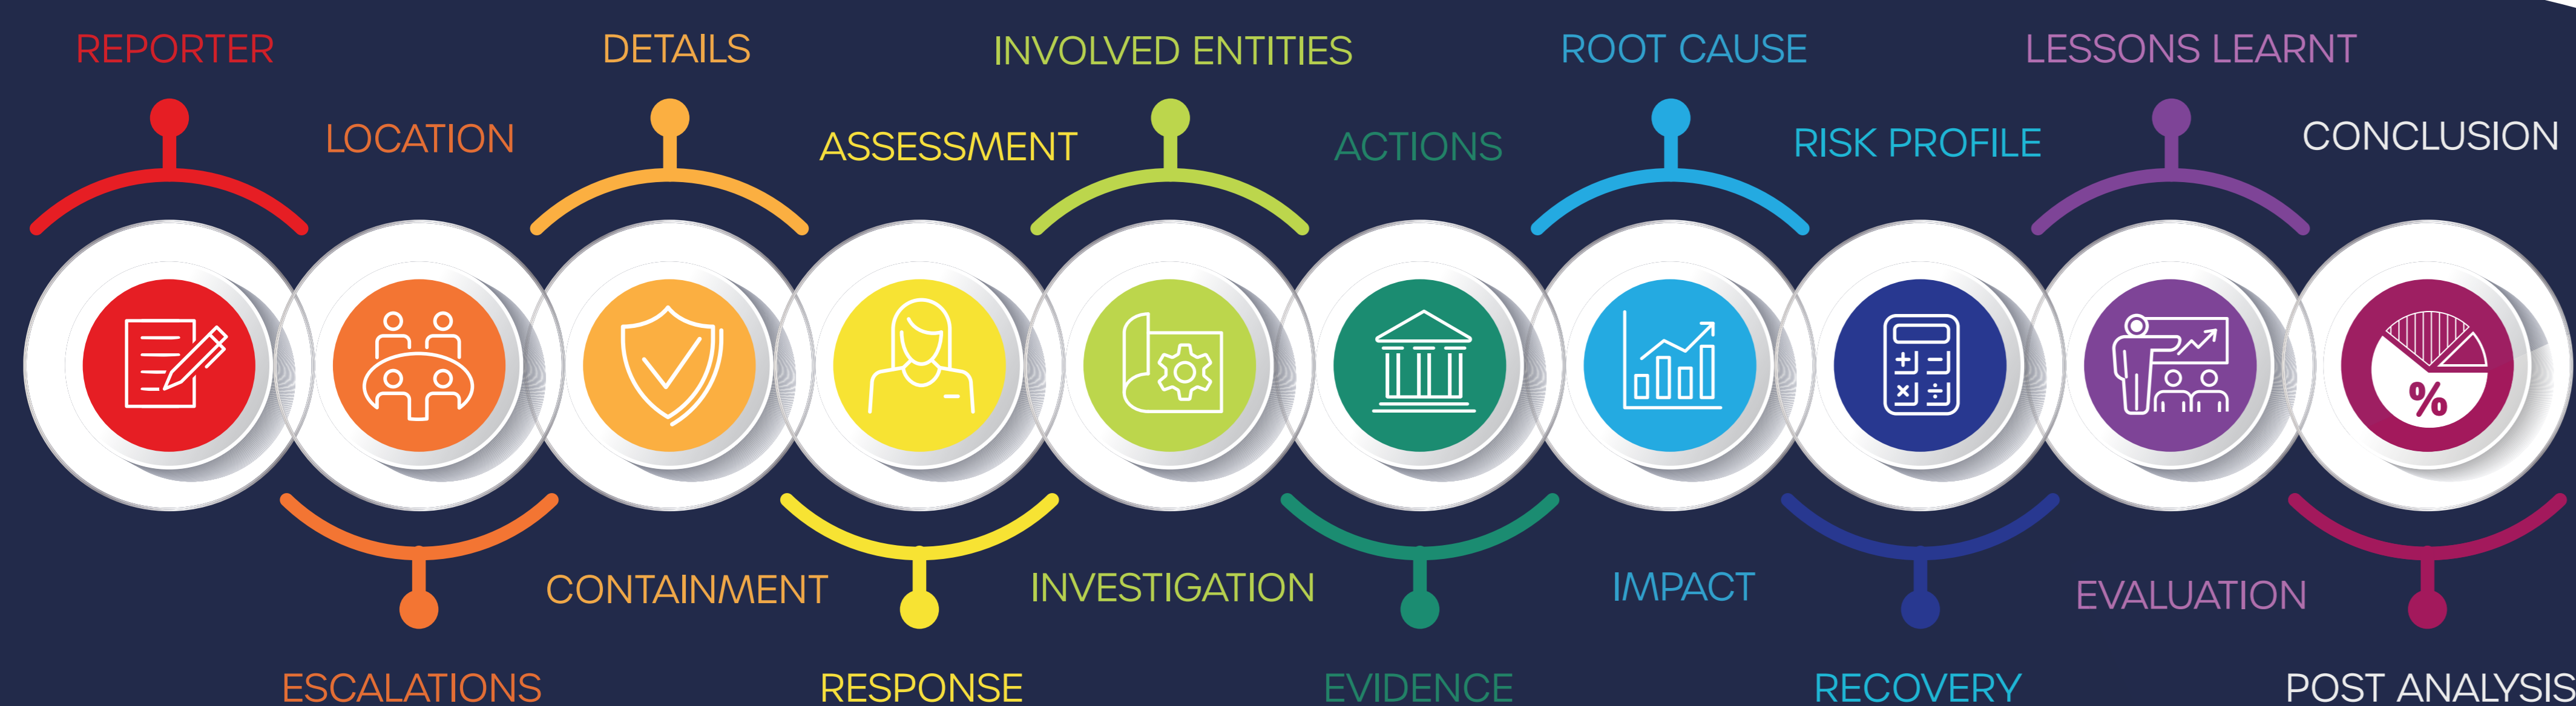 REPORTER
DETAILS
INVOLVED ENTITIES
ROOT CAUSE
LESSONS LEARNT
LOCATION
ASSESSMENT
ACTIONS
RISK PROFILE
CONCLUSION
%
CONTAINMENT
INVESTIGATION
IMPACT
EVALUATION
ESCALATIONS
RESPONSE
EVIDENCE
RECOVERY
POST ANALYSIS